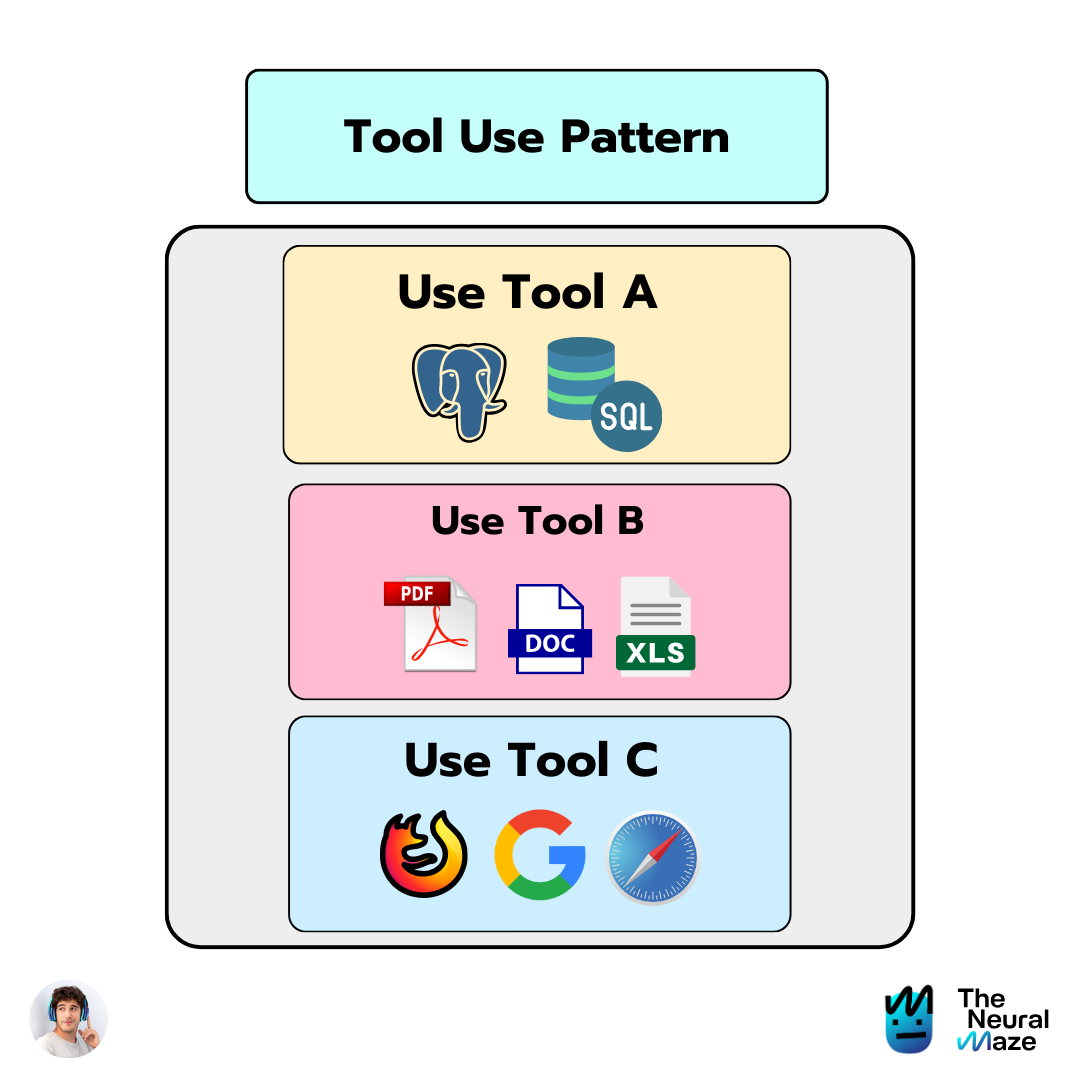 Tool Use Pattern
Use Tool A
SQL
Use Tool B
PDF
DOC
XLS
Use Tool C
The
Neural
Maze